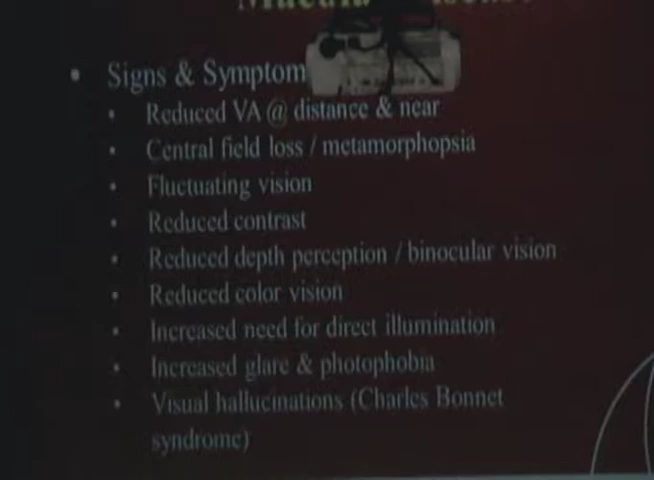 • Signs & Symptom
• Reduced VA @ distance & near
• Central field loss / metamorphopsia
• Fluctuating vision
• Reduced contrast
• Reduced depth perception / binocular vision
• Reduced color vision
• Increased need for direct illumination
• Increased glare & photophobia
• Visual hallucinations (Charles Bonnet
syndrome)